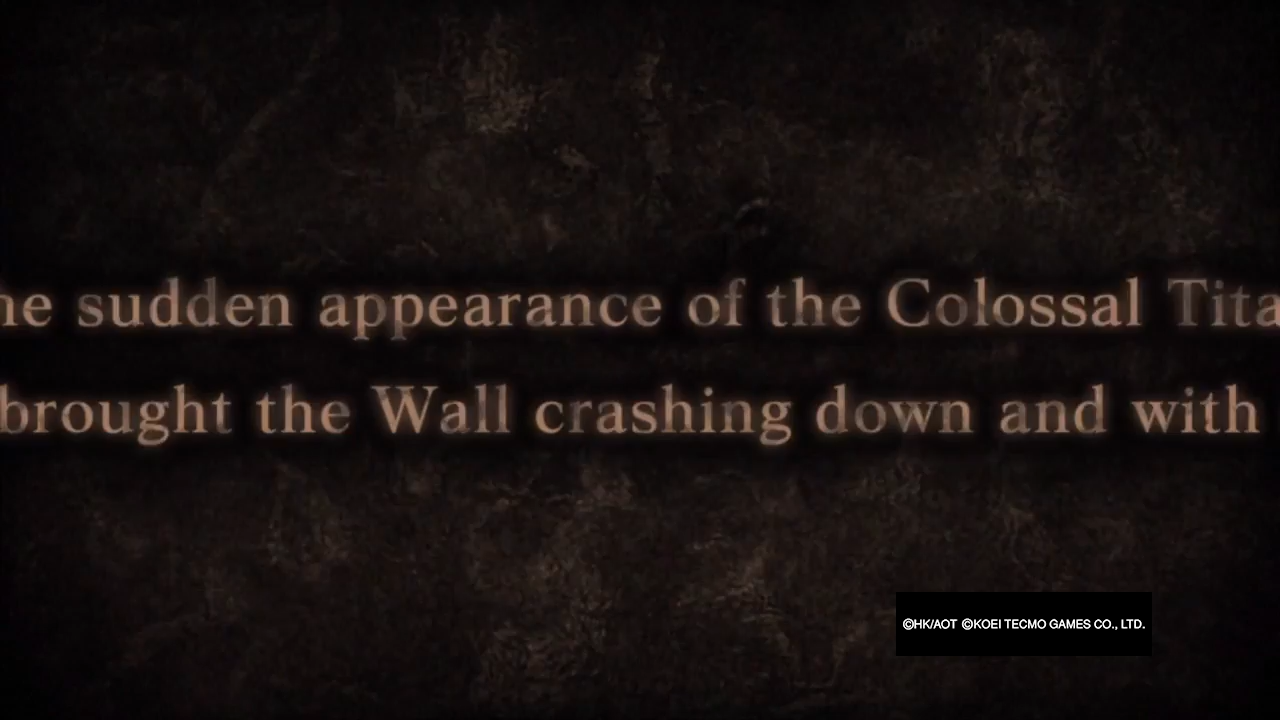 he sudden appearance of the Colossal Tita
brought the Wall crashing down and with
©HK/AOT ©KOEI TECMO GAMES CO., LTD.